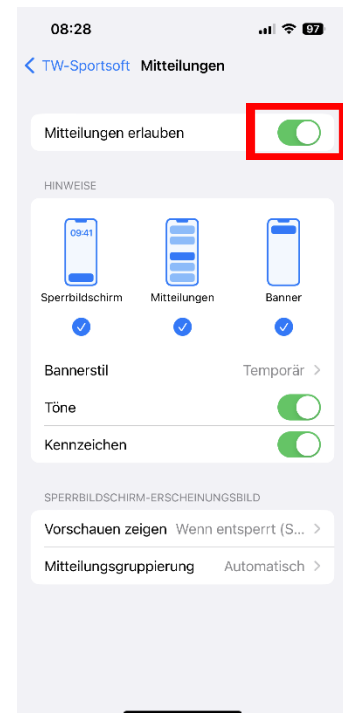 08:28 97
TW-Sportsoft Mitteilungen
Mitteilungen erlauben
HINWEISE
09:41
Sperrbildschirm Mitteilungen Banner
Bannerstil Temporär
Töne
Kennzeichen
SPERRBILDSCHIRM-ERSCHEINUNGSBILD
Vorschauen zeigen Wenn entsperrt (S...
Mitteilungsgruppierung Automatisch